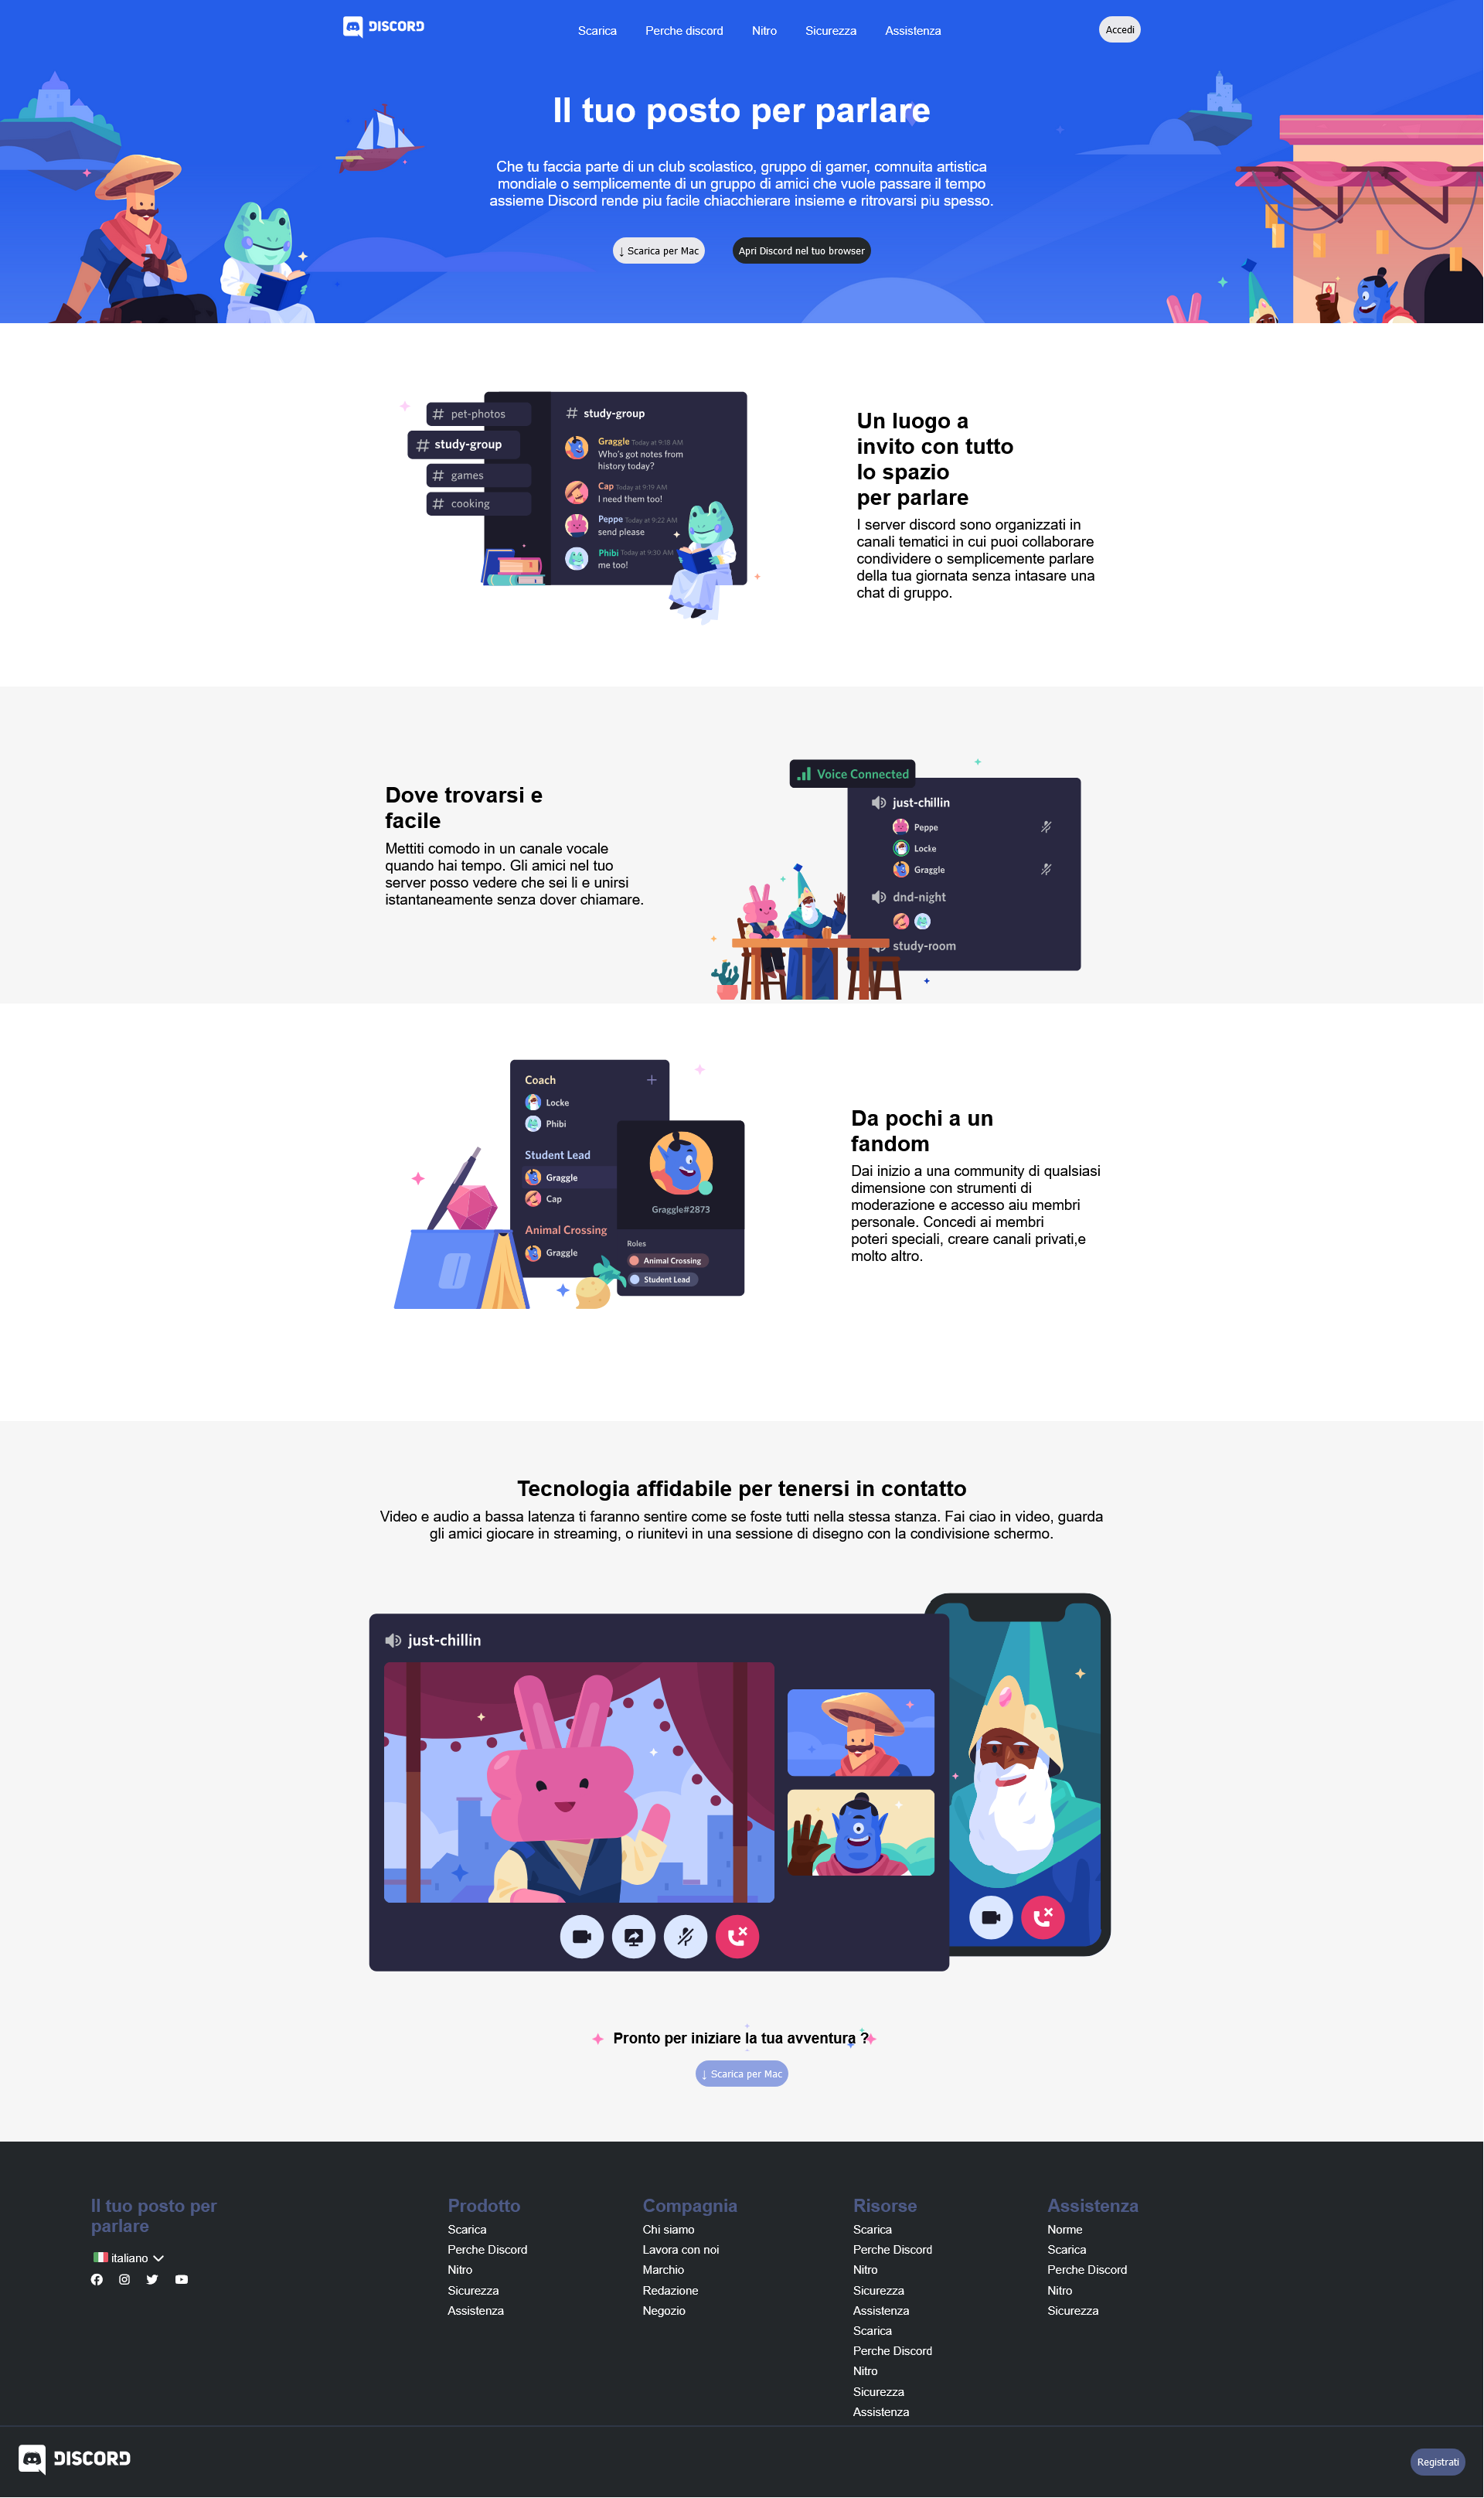 DISCORD
Scarica
Perche discord
Nitro
Sicurezza
Assistenza
Accedi
Il tuo posto per parlare
Che tu faccia parte di un club scolastico, gruppo di gamer, comnuita artistica
mondiale o semplicemente di un gruppo di amici che vuole passare il tempo
assieme Discord rende piu facile chiacchierare insieme e ritrovarsi piu spesso.
↓ Scarica per Mac
Apri Discord nel tuo browser
# pet-photos
# study-group
# games
# cooking
# study-group
Graggle Today at 9:18 AM
Who's got notes from
history today?
Cap Today at 9:19 AM
I need them too!
Peppe Today at 9:22 AM
send please
Phibi Today at 9:30 AM
me too!
Un luogo a
invito con tutto
lo spazio
per parlare
I server discord sono organizzati in
canali tematici in cui puoi collaborare
condividere o semplicemente parlare
della tua giornata senza intasare una
chat di gruppo.
Dove trovarsi e
facile
Mettiti comodo in un canale vocale
quando hai tempo. Gli amici nel tuo
server posso vedere che sei li e unirsi
istantaneamente senza dover chiamare.
Voice Connected
just-chillin
Peppe
Locke
Graggle
dnd-night
study-room
Coach
Locke
Phibi
Student Lead
Graggle
Cap
Animal Crossing
Graggle
Graggle#2873
Roles
Animal Crossing
Student Lead
Da pochi a un
fandom
Dai inizio a una community di qualsiasi
dimensione con strumenti di
moderazione e accesso aiu membri
personale. Concedi ai membri
poteri speciali, creare canali privati,e
molto altro.
Tecnologia affidabile per tenersi in contatto
Video e audio a bassa latenza ti faranno sentire come se foste tutti nella stessa stanza. Fai ciao in video, guarda
gli amici giocare in streaming, o riunitevi in una sessione di disegno con la condivisione schermo.
just-chillin
Pronto per iniziare la tua avventura ?
↓ Scarica per Mac
Il tuo posto per
parlare
italiano
Prodotto
Scarica
Perche Discord
Nitro
Sicurezza
Assistenza
Compagnia
Chi siamo
Lavora con noi
Marchio
Redazione
Negozio
Risorse
Scarica
Perche Discord
Nitro
Sicurezza
Assistenza
Scarica
Perche Discord
Nitro
Sicurezza
Assistenza
Assistenza
Norme
Scarica
Perche Discord
Nitro
Sicurezza
DISCORD
Registrati